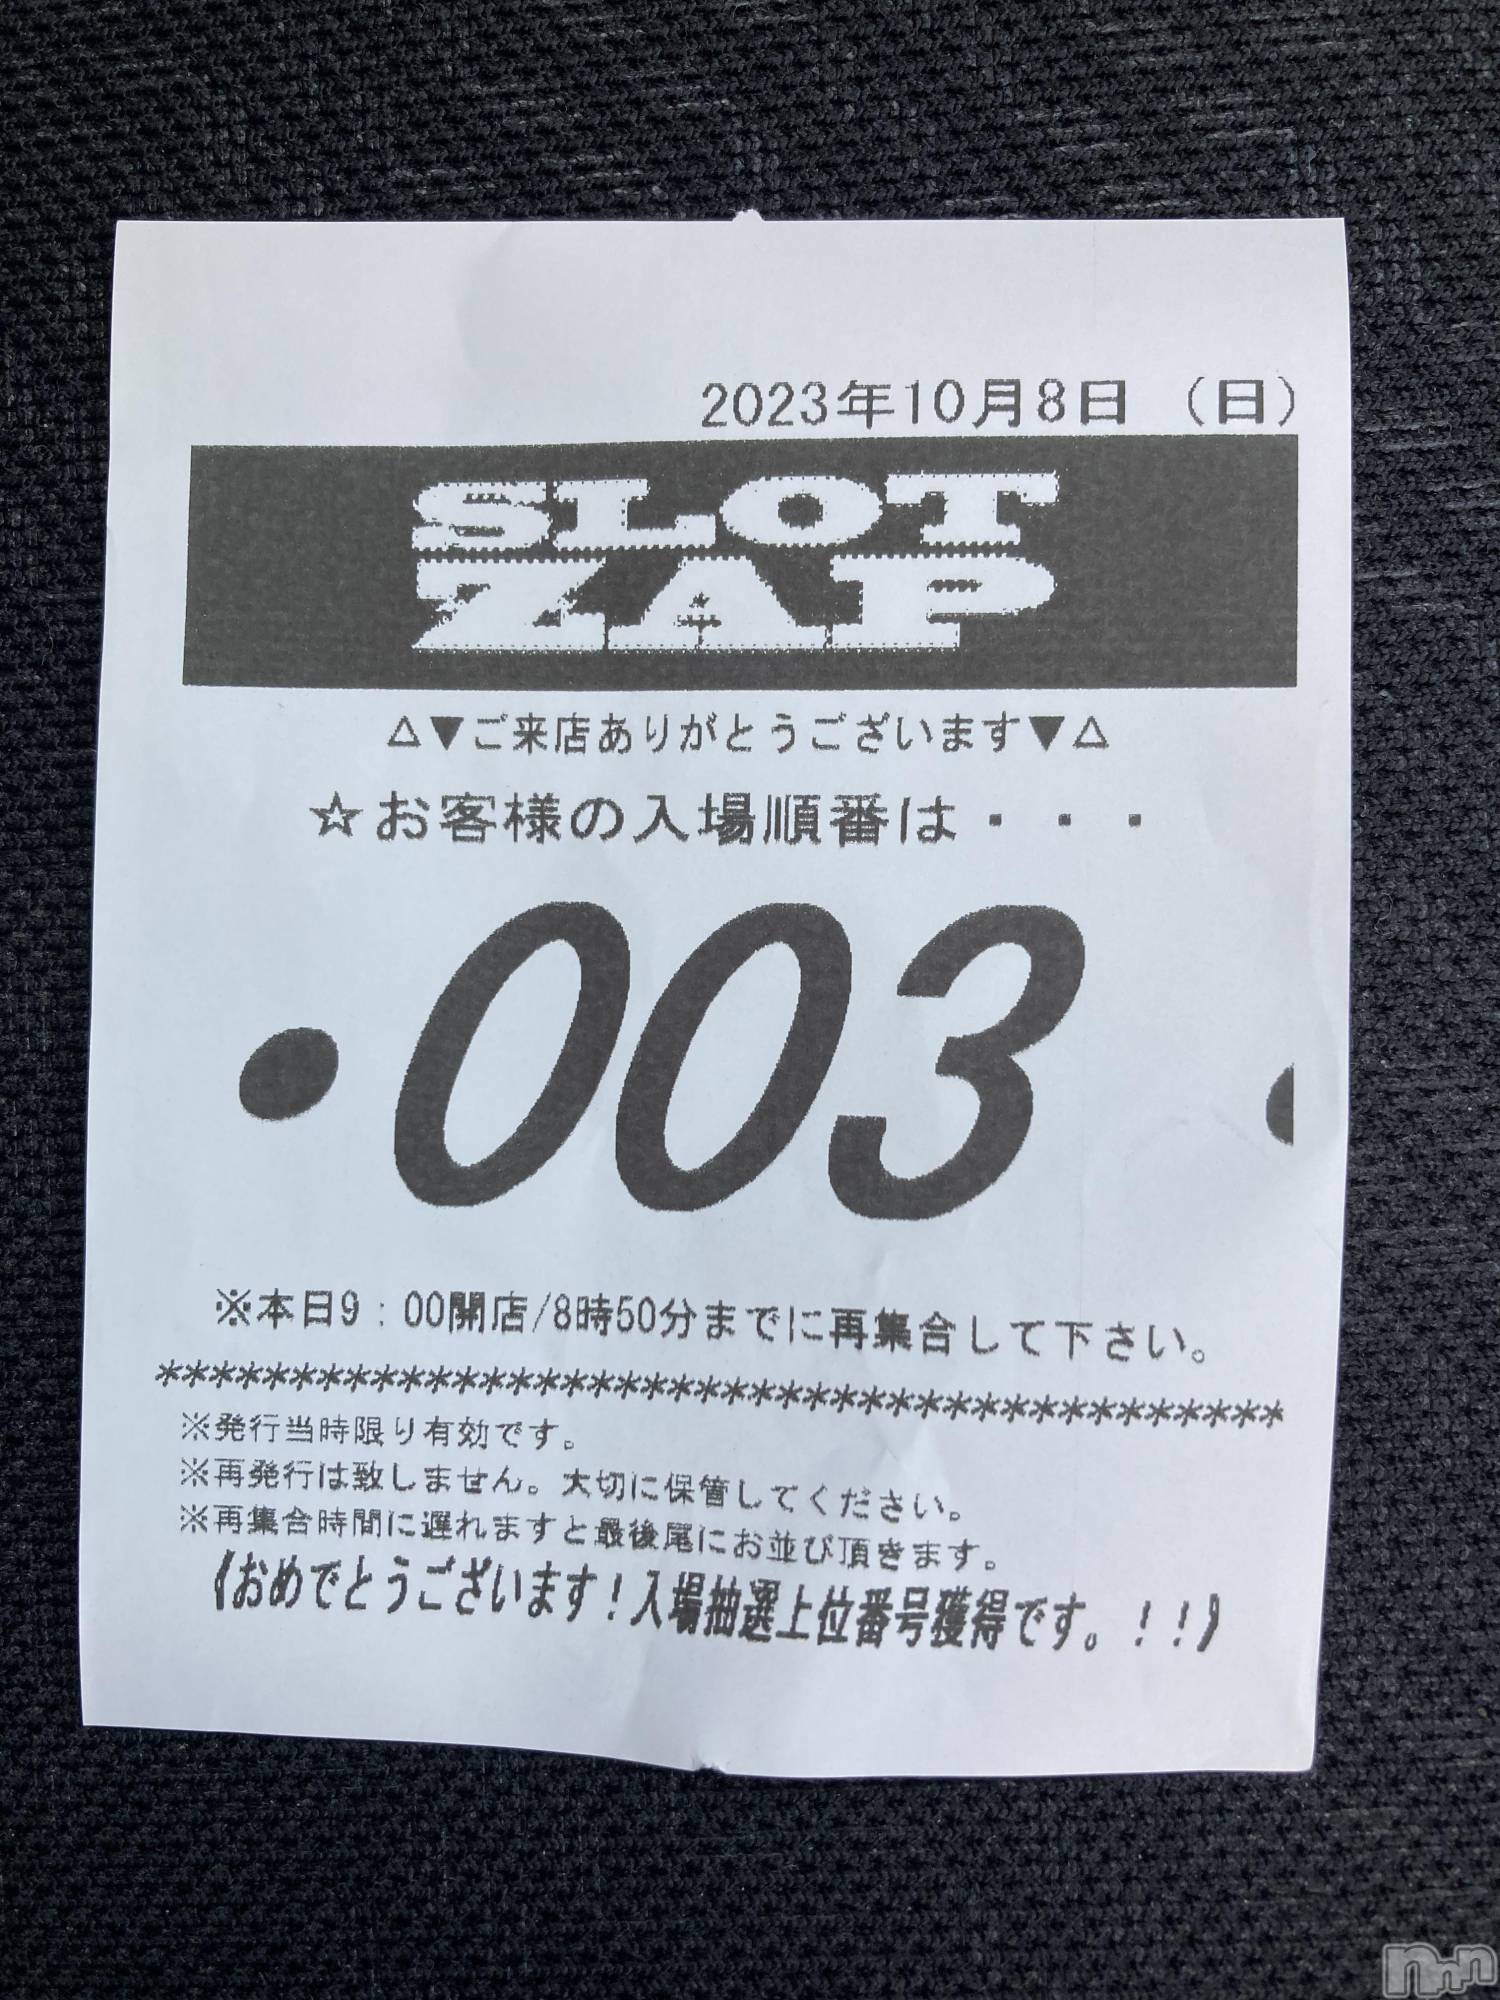 2023年10月8日 （日）
SLOT
ZAP
△▼ご来店ありがとうございます▼△
☆お客様の入場順番は・・・
・003・
※本日9：00開店/8時50分までに再集合して下さい。
******************************************
※発行当時限り有効です。
※再発行は致しません。大切に保管してください。
※再集合時間に遅れますと最後尾にお並び頂きます。
《おめでとうございます！入場抽選上位番号獲得です。！！》
nnn